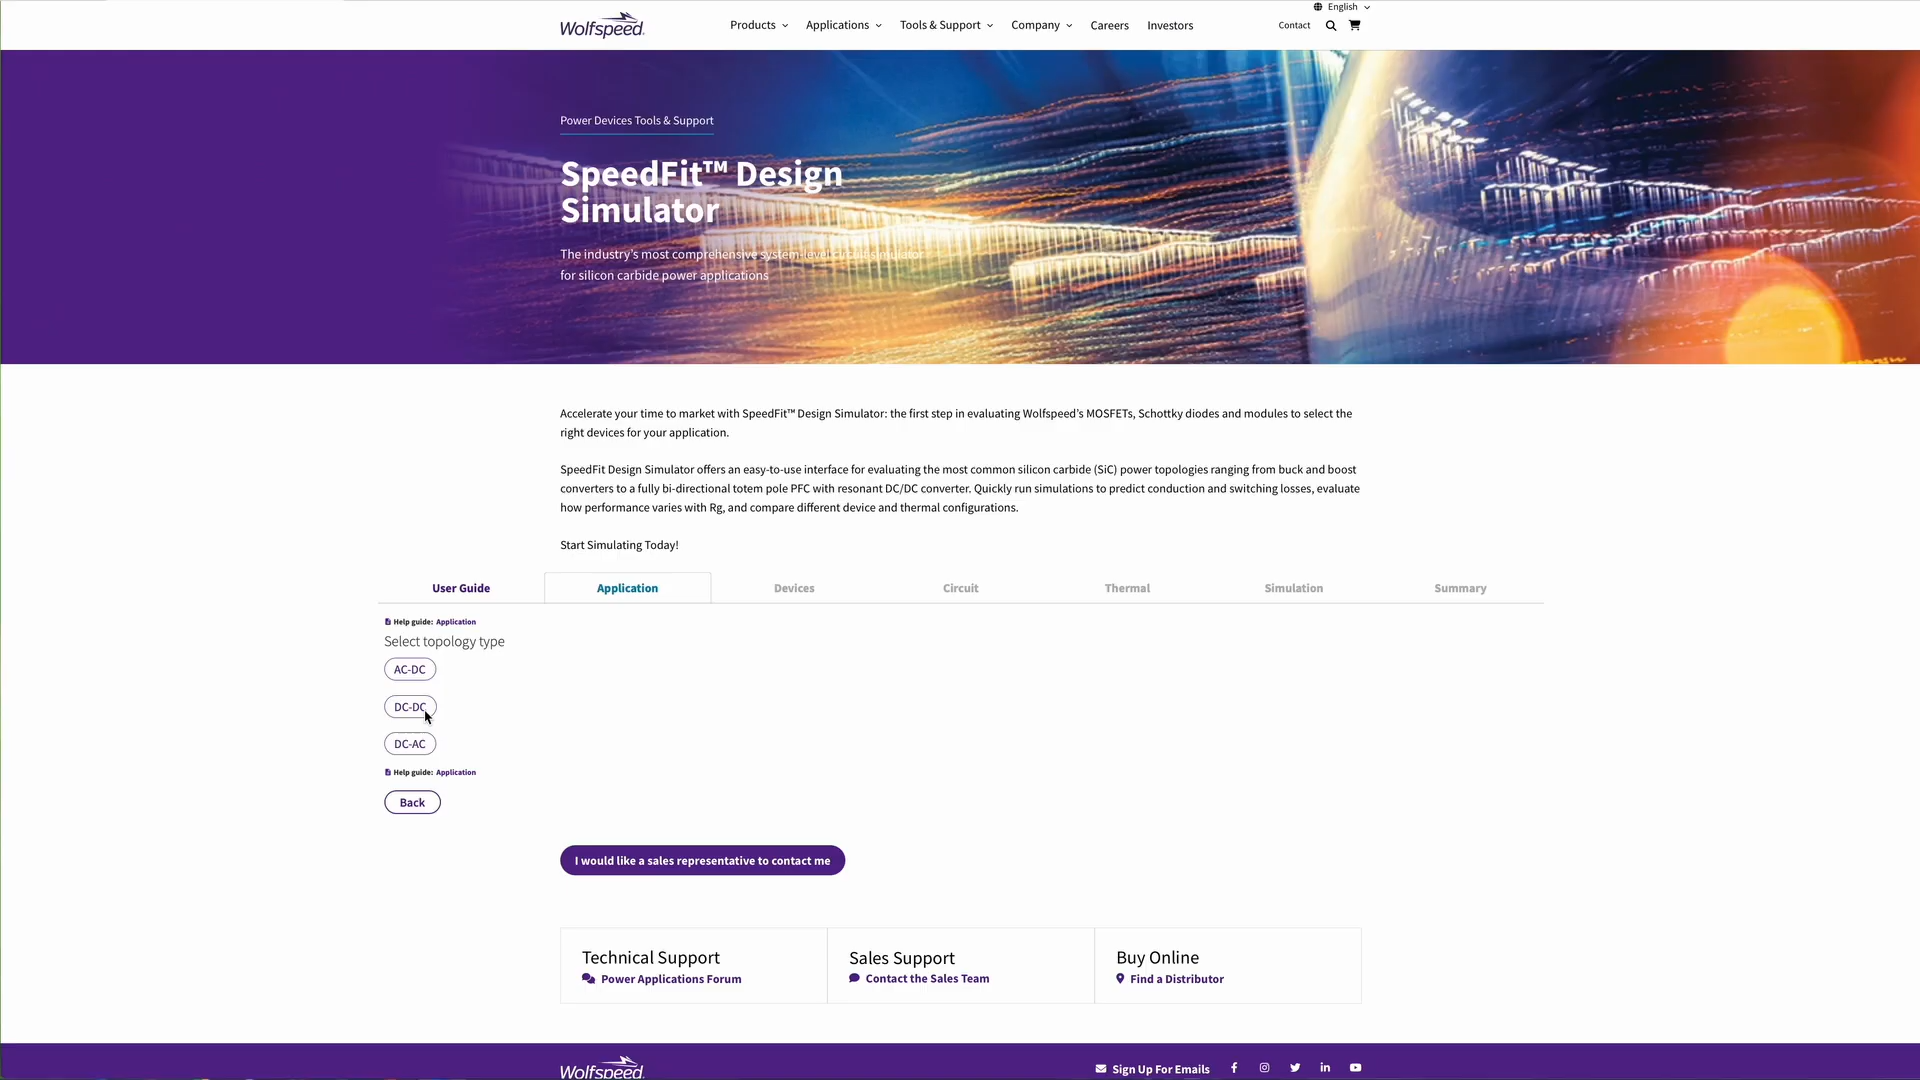 English
Wolfspeed.
Products
Applications
Tools & Support
Company
Careers
Investors
Contact
Power Devices Tools & Support
SpeedFit™ Design
Simulator
The industry's most comprehensive system-level circuit simulator
for silicon carbide power applications
Accelerate your time to market with SpeedFit™ Design Simulator: the first step in evaluating Wolfspeed's MOSFETs, Schottky diodes and modules to select the
right devices for your application.
SpeedFit Design Simulator offers an easy-to-use interface for evaluating the most common silicon carbide (SiC) power topologies ranging from buck and boost
converters to a fully bi-directional totem pole PFC with resonant DC/DC converter. Quickly run simulations to predict conduction and switching losses, evaluate
how performance varies with Rg, and compare different device and thermal configurations.
Start Simulating Today!
User Guide
Application
Devices
Circuit
Thermal
Simulation
Summary
Help guide: Application
Select topology type
AC-DC
DC-DC
DC-AC
Help guide: Application
Back
I would like a sales representative to contact me
Technical Support
Power Applications Forum
Sales Support
Contact the Sales Team
Buy Online
Find a Distributor
Wolfspeed.
Sign Up For Emails